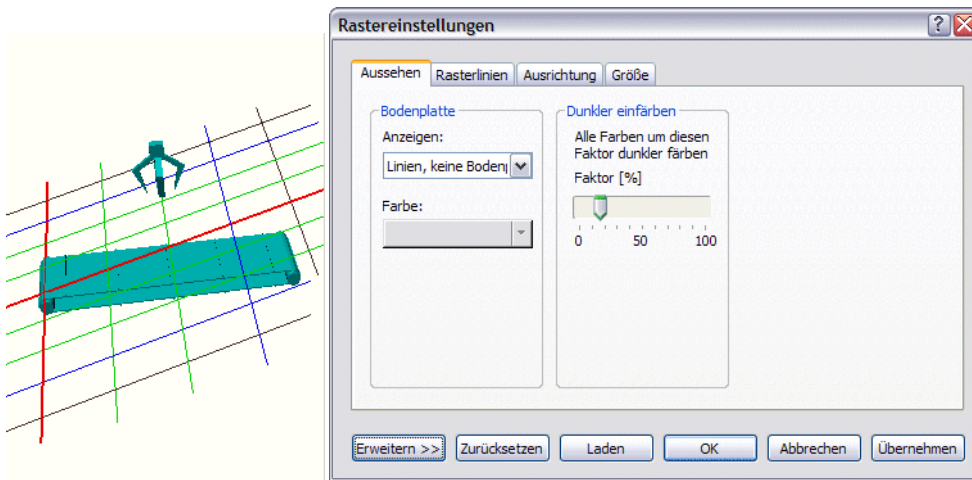 Rastereinstellungen
Aussehen Rasterlinien Ausrichtung Größe
Bodenplatte
Anzeigen:
Linien, keine Boden
Farbe:
Dunkler einfärben
Alle Farben um diesen
Faktor dunkler färben
Faktor [%]
0 50 100
Erweitern >> Zurücksetzen Laden OK Abbrechen Übernehmen